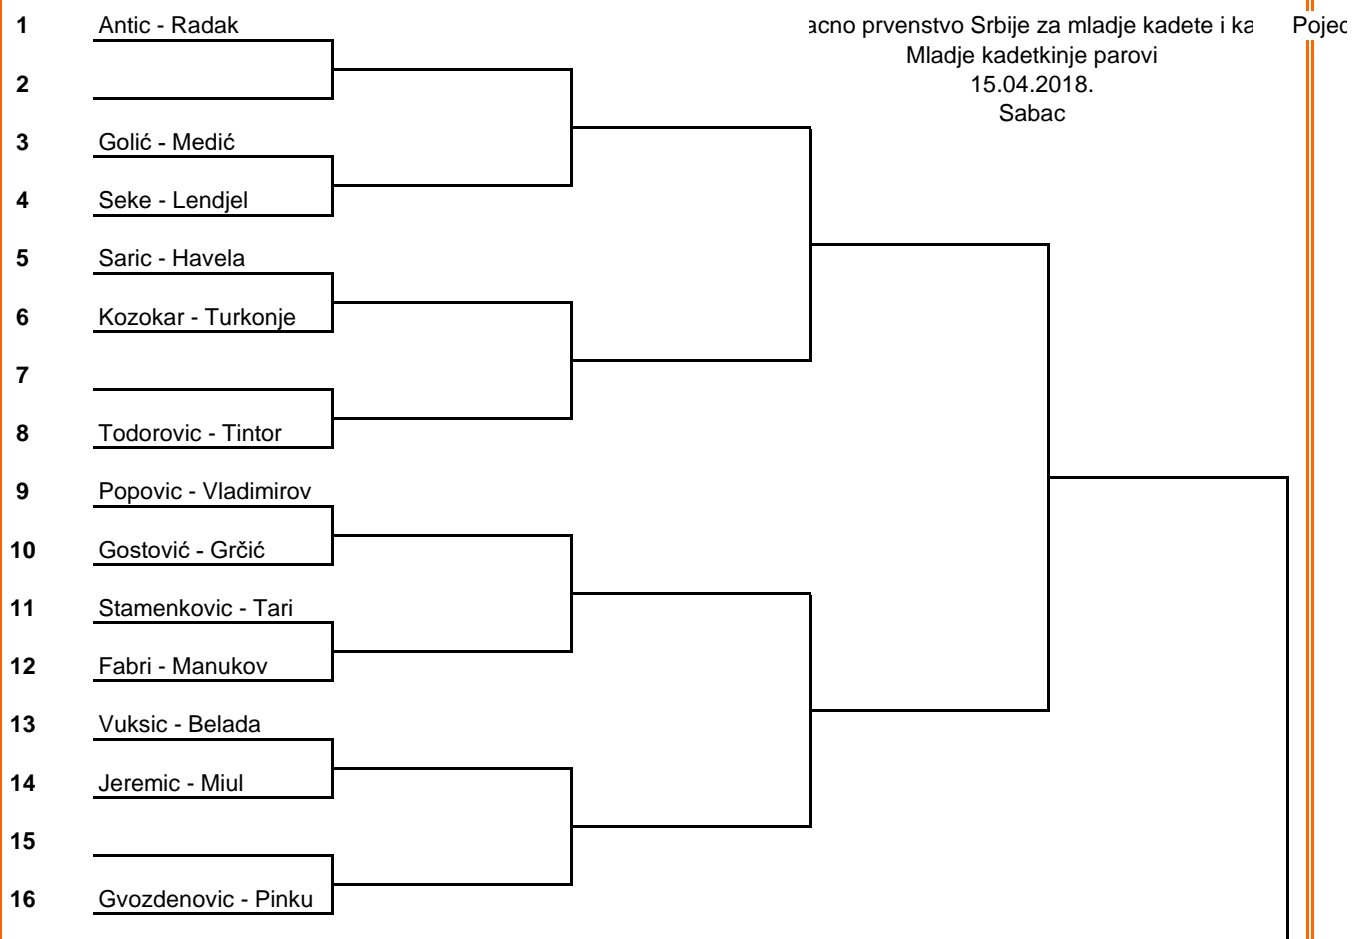 1 Antic - Radak
acno prvenstvo Srbije za mladje kadete i ka
Pojed
Mladje kadetkinje parovi
2
15.04.2018.
Sabac
3 Golić - Medić
4 Seke - Lendjel
5 Saric - Havela
6 Kozokar - Turkonje
7
8 Todorovic - Tintor
9 Popovic - Vladimirov
10 Gostović - Grčić
11 Stamenkovic - Tari
12 Fabri - Manukov
13 Vuksic - Belada
14 Jeremic - Miul
15
16 Gvozdenovic - Pinku